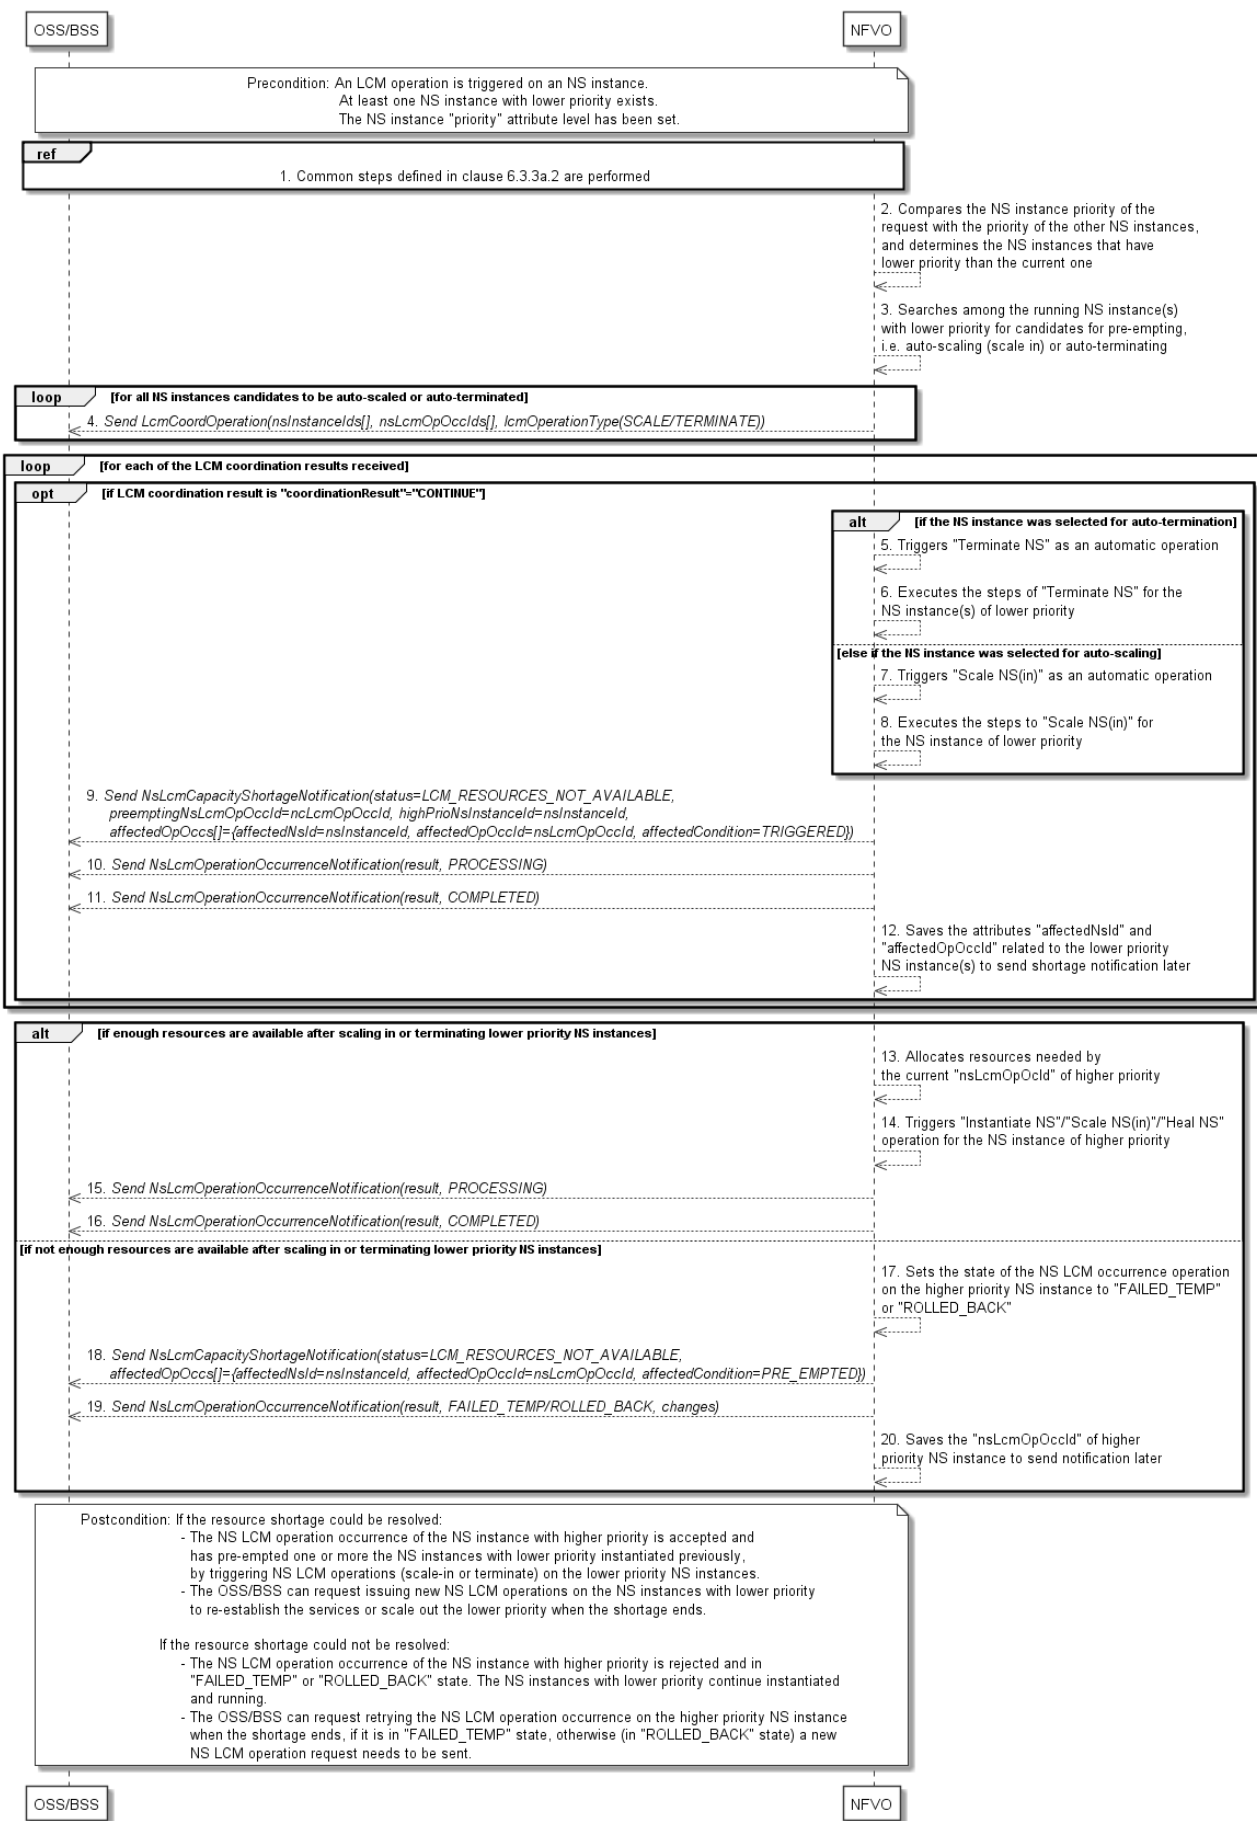 OSS/BSS
NFVO
Precondition: An LCM operation is triggered on an NS instance.
At least one NS instance with lower priority exists.
The NS instance "priority" attribute level has been set.
ref
1. Common steps defined in clause 6.3.3a.2 are performed
2. Compares the NS instance priority of the
request with the priority of the other NS instances,
and determines the NS instances that have
lower priority than the current one
3. Searches among the running NS instance(s)
with lower priority for candidates for pre-empting,
i.e. auto-scaling (scale in) or auto-terminating
loop
[for all NS instances candidates to be auto-scaled or auto-terminated]
4. Send LcmCoordOperation(nsInstanceIds[], nsLcmOpOccIds[], lcmOperationType(SCALE/TERMINATE))
loop
[for each of the LCM coordination results received]
opt
[if LCM coordination result is "coordinationResult"="CONTINUE"]
alt
[if the NS instance was selected for auto-termination]
5. Triggers "Terminate NS" as an automatic operation
6. Executes the steps of "Terminate NS" for the
NS instance(s) of lower priority
[else if the NS instance was selected for auto-scaling]
7. Triggers "Scale NS(in)" as an automatic operation
8. Executes the steps to "Scale NS(in)" for
the NS instance of lower priority
9. Send NsLcmCapacityShortageNotification(status=LCM_RESOURCES_NOT_AVAILABLE,
preemptingNsLcmOpOccId=ncLcmOpOccId, highPrioNsInstanceId=nsInstanceId,
affectedOpOccs[]={affectedNsId=nsInstanceId, affectedOpOccId=nsLcmOpOccId, affectedCondition=TRIGGERED})
10. Send NsLcmOperationOccurrenceNotification(result, PROCESSING)
11. Send NsLcmOperationOccurrenceNotification(result, COMPLETED)
12. Saves the attributes "affectedNsId" and
"affectedOpOccId" related to the lower priority
NS instance(s) to send shortage notification later
alt
[if enough resources are available after scaling in or terminating lower priority NS instances]
13. Allocates resources needed by
the current "nsLcmOpOcId" of higher priority
14. Triggers "Instantiate NS"/"Scale NS(in)"/"Heal NS"
operation for the NS instance of higher priority
15. Send NsLcmOperationOccurrenceNotification(result, PROCESSING)
16. Send NsLcmOperationOccurrenceNotification(result, COMPLETED)
[if not enough resources are available after scaling in or terminating lower priority NS instances]
17. Sets the state of the NS LCM occurrence operation
on the higher priority NS instance to "FAILED_TEMP"
or "ROLLED_BACK"
18. Send NsLcmCapacityShortageNotification(status=LCM_RESOURCES_NOT_AVAILABLE,
affectedOpOccs[]={affectedNsId=nsInstanceId, affectedOpOccId=nsLcmOpOccId, affectedCondition=PRE_EMPTED})
19. Send NsLcmOperationOccurrenceNotification(result, FAILED_TEMP/ROLLED_BACK, changes)
20. Saves the "nsLcmOpOccId" of higher
priority NS instance to send notification later
Postcondition: If the resource shortage could be resolved:
- The NS LCM operation occurrence of the NS instance with higher priority is accepted and
has pre-empted one or more the NS instances with lower priority instantiated previously,
by triggering NS LCM operations (scale-in or terminate) on the lower priority NS instances.
- The OSS/BSS can request issuing new NS LCM operations on the NS instances with lower priority
to re-establish the services or scale out the lower priority when the shortage ends.
If the resource shortage could not be resolved:
- The NS LCM operation occurrence of the NS instance with higher priority is rejected and in
"FAILED_TEMP" or "ROLLED_BACK" state. The NS instances with lower priority continue instantiated
and running.
- The OSS/BSS can request retrying the NS LCM operation occurrence on the higher priority NS instance
when the shortage ends, if it is in "FAILED_TEMP" state, otherwise (in "ROLLED_BACK" state) a new
NS LCM operation request needs to be sent.
OSS/BSS
NFVO